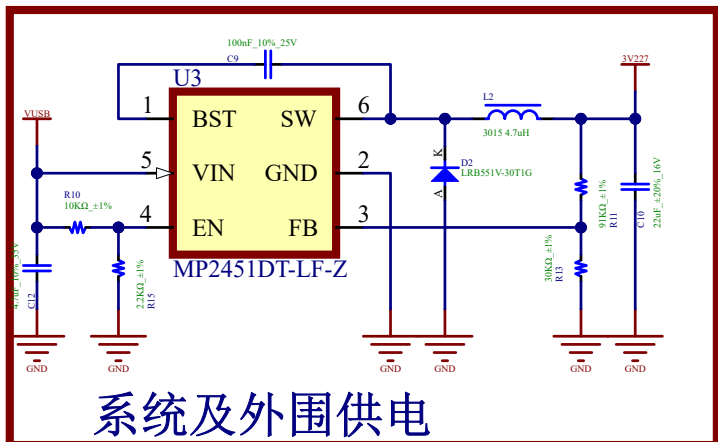 100nF_10%_25V
C9
U3
3V227
VUSB
1 BST SW 6
L2
3015 4.7uH
5 VIN GND 2
K
D2
LRB551V-30T1G
A
R10
10KΩ_±1%
4 EN FB 3
91KΩ_±1%
R11
C10
22uF_±20%_16V
MP2451DT-LF-Z
4.7uF_10%_35V
C12
2.2KΩ_±1%
R15
30KΩ_±1%
R13
GND GND GND GND GND GND
系统及外围供电